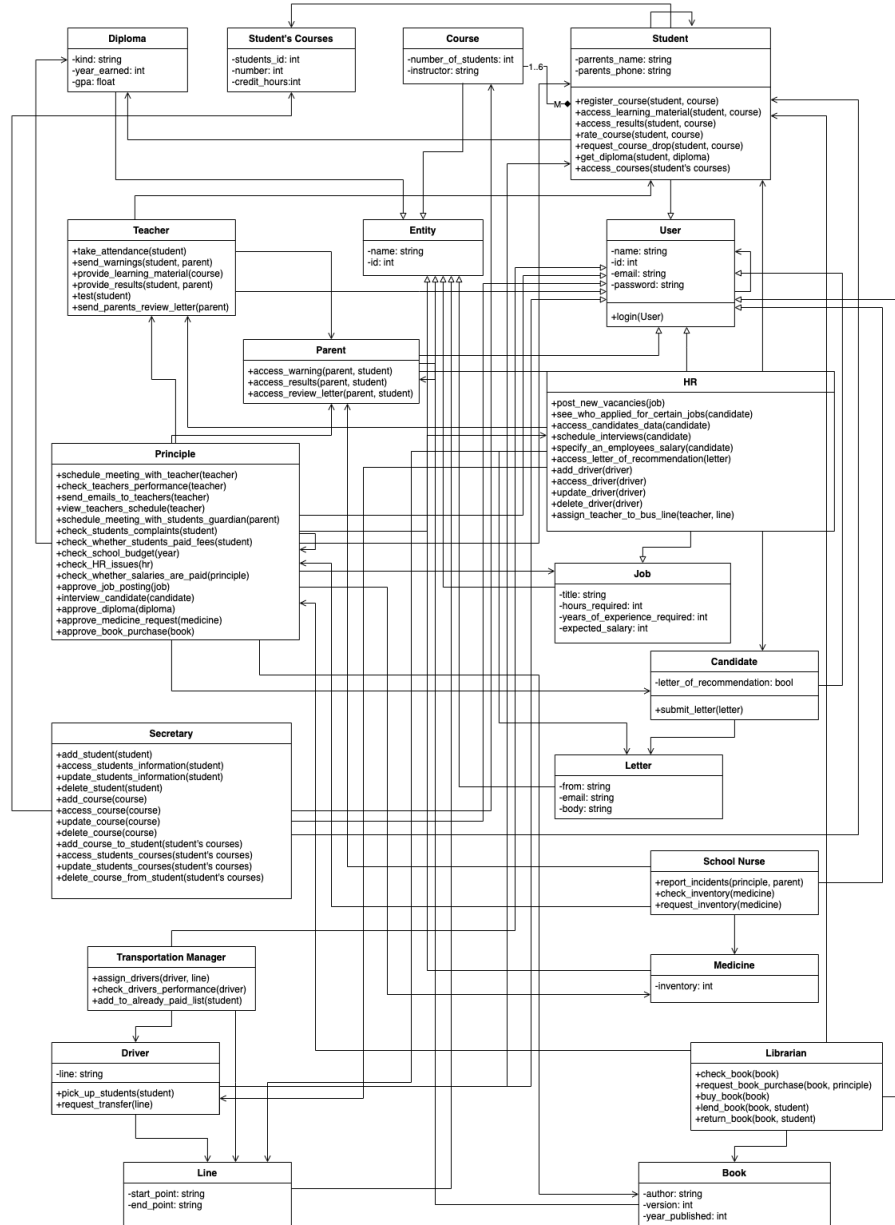 Diploma
-kind: string
-year_earned: int
-gpa: float
Student's Courses
-students_id: int
-number: int
-credit_hours:int
Course
-number_of_students: int
-instructor: string
1..6
M
Student
-parrents_name: string
-parents_phone: string
+register_course(student, course)
+access_learning_material(student, course)
+access_results(student, course)
+rate_course(student, course)
+request_course_drop(student, course)
+get_diploma(student, diploma)
+access_courses(student's courses)
Teacher
+take_attendance(student)
+send_warnings(student, parent)
+provide_learning_material(course)
+provide_results(student, parent)
+test(student)
+send_parents_review_letter(parent)
Entity
-name: string
-id: int
User
-name: string
-id: int
-email: string
-password: string
+login(User)
Parent
+access_warning(parent, student)
+access_results(parent, student)
+access_review_letter(parent, student)
HR
+post_new_vacancies(job)
+see_who_applied_for_certain_jobs(candidate)
+access_candidates_data(candidate)
+schedule_interviews(candidate)
+specify_an_employees_salary(candidate)
+access_letter_of_recommendation(letter)
+add_driver(driver)
+access_driver(driver)
+update_driver(driver)
+delete_driver(driver)
+assign_teacher_to_bus_line(teacher, line)
Principle
+schedule_meeting_with_teacher(teacher)
+check_teachers_performance(teacher)
+send_emails_to_teachers(teacher)
+view_teachers_schedule(teacher)
+schedule_meeting_with_students_guardian(parent)
+check_students_complaints(student)
+check_whether_students_paid_fees(student)
+check_school_budget(year)
+check_HR_issues(hr)
+check_whether_salaries_are_paid(principle)
+approve_job_posting(job)
+interview_candidate(candidate)
+approve_diploma(diploma)
+approve_medicine_request(medicine)
+approve_book_purchase(book)
Job
-title: string
-hours_required: int
-years_of_experience_required: int
-expected_salary: int
Candidate
-letter_of_recommendation: bool
+submit_letter(letter)
Secretary
+add_student(student)
+access_students_information(student)
+update_students_information(student)
+delete_student(student)
+add_course(course)
+access_course(course)
+update_course(course)
+delete_course(course)
+add_course_to_student(student's courses)
+access_students_courses(student's courses)
+update_students_courses(student's courses)
+delete_course_from_student(student's courses)
Letter
-from: string
-email: string
-body: string
School Nurse
+report_incidents(principle, parent)
+check_inventory(medicine)
+request_inventory(medicine)
Transportation Manager
+assign_drivers(driver, line)
+check_drivers_performance(driver)
+add_to_already_paid_list(student)
Medicine
-inventory: int
Driver
-line: string
+pick_up_students(student)
+request_transfer(line)
Librarian
+check_book(book)
+request_book_purchase(book, principle)
+buy_book(book)
+lend_book(book, student)
+return_book(book, student)
Line
-start_point: string
-end_point: string
Book
-author: string
-version: int
-year_published: int